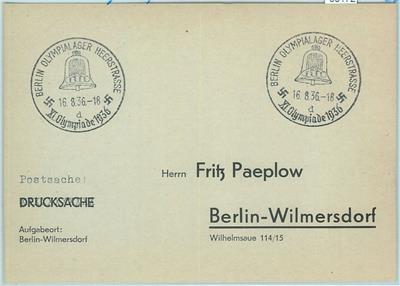 BERLIN OLYMPIALAGER HEERSTRASSE
16.8.36.-18
d
XI. Olympiade 1936
BERLIN OLYMPIALAGER HEERSTRASSE
16.8.36.-18
d
XI. Olympiade 1936
Postsache:
DRUCKSACHE
Aufgabeort:
Berlin-Wilmersdorf
Herrn Fritz Paeplow
Berlin-Wilmersdorf
Wilhelmsaue 114/15